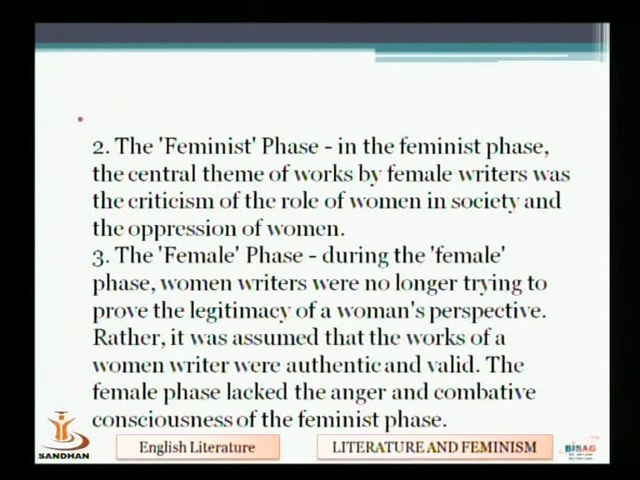 2. The 'Feminist' Phase - in the feminist phase,
the central theme of works by female writers was
the criticism of the role of women in society and
the oppression of women.
3. The 'Female' Phase - during the 'female'
phase, women writers were no longer trying to
prove the legitimacy of a woman's perspective.
Rather, it was assumed that the works of a
women writer were authentic and valid. The
female phase lacked the anger and combative
consciousness of the feminist phase.
SANDHAN
English Literature
LITERATURE AND FEMINISM
BISAG